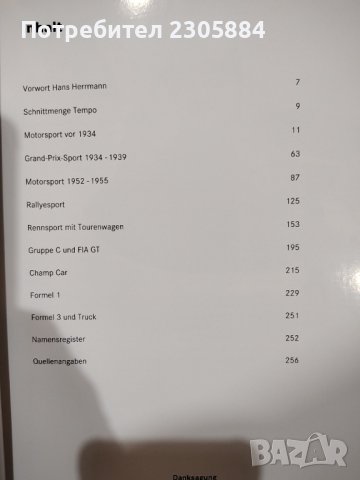 Потребител 2305884
Inhalt
Vorwort Hans Herrmann 7
Schnittmenge Tempo 9
Motorsport vor 1934 11
Grand-Prix-Sport 1934 - 1939 63
Motorsport 1952 - 1955 87
Rallyesport 125
Rennsport mit Tourenwagen 153
Gruppe C und FIA GT 195
Champ Car 215
Formel 1 229
Formel 3 und Truck 251
Namensregister 252
Quellenangaben 256
BAZAR
Danksagung